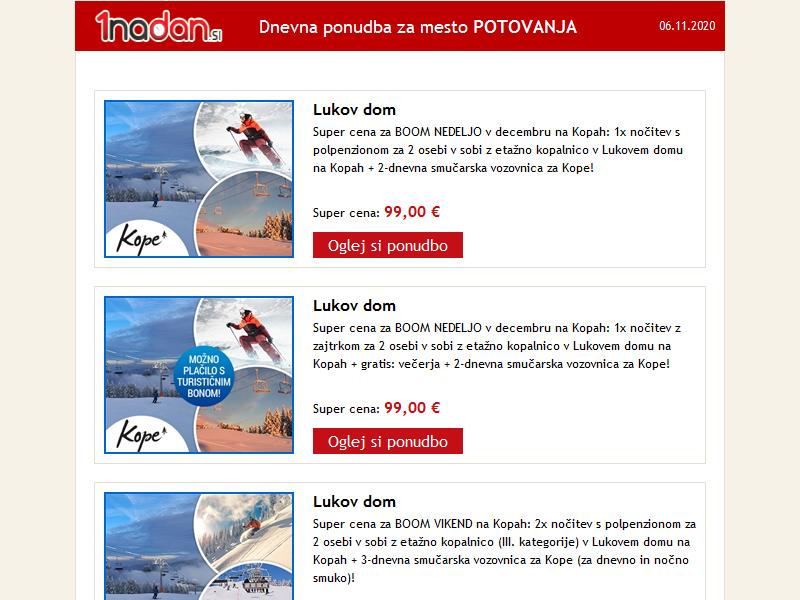 1nadan.si
Dnevna ponudba za mesto POTOVANJA
06.11.2020
Lukov dom
Super cena za BOOM NEDELJO v decembru na Kopah: 1x nočitev s
polpenzionom za 2 osebi v sobi z etažno kopalnico v Lukovem domu
na Kopah + 2-dnevna smučarska vozovnica za Kope!
Super cena: 99,00 €
Oglej si ponudbo
Kope
Lukov dom
Super cena za BOOM NEDELJO v decembru na Kopah: 1x nočitev z
zajtrkom za 2 osebi v sobi z etažno kopalnico v Lukovem domu na
Kopah + gratis: večerja + 2-dnevna smučarska vozovnica za Kope!
Super cena: 99,00 €
Oglej si ponudbo
MOŽNO
PLAČILO S
TURISTIČNIM
BONOM!
Kope
Lukov dom
Super cena za BOOM VIKEND na Kopah: 2x nočitev s polpenzionom za
2 osebi v sobi z etažno kopalnico (III. kategorije) v Lukovem domu na
Kopah + 3-dnevna smučarska vozovnica za Kope (za dnevno in nočno
smuko)!